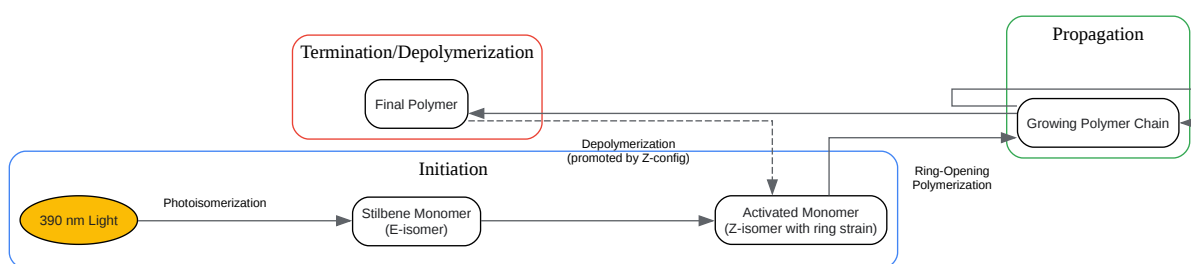 Propagation
Termination/Depolymerization
Final Polymer
Growing Polymer Chain
Depolymerization
(promoted by Z-config)
Initiation
Ring-Opening
Polymerization
Photoisomerization
390 nm Light
Stilbene Monomer
(E-isomer)
Activated Monomer
(Z-isomer with ring strain)